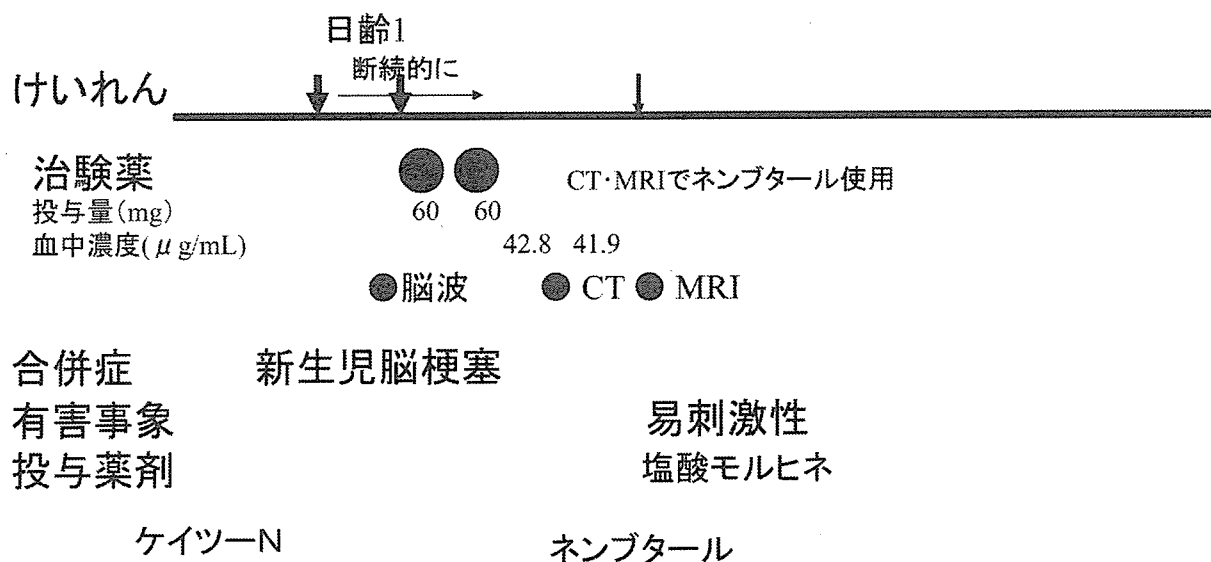 日齢1
断続的に
けいれん
治験薬
CT・MRIでネンブタール使用
投与量(mg) 60 60
血中濃度(μg/mL) 42.8 41.9
脳波 CT MRI
合併症 新生児脳梗塞
有害事象 易刺激性
投与薬剤 塩酸モルヒネ
ケイツーN ネンブタール